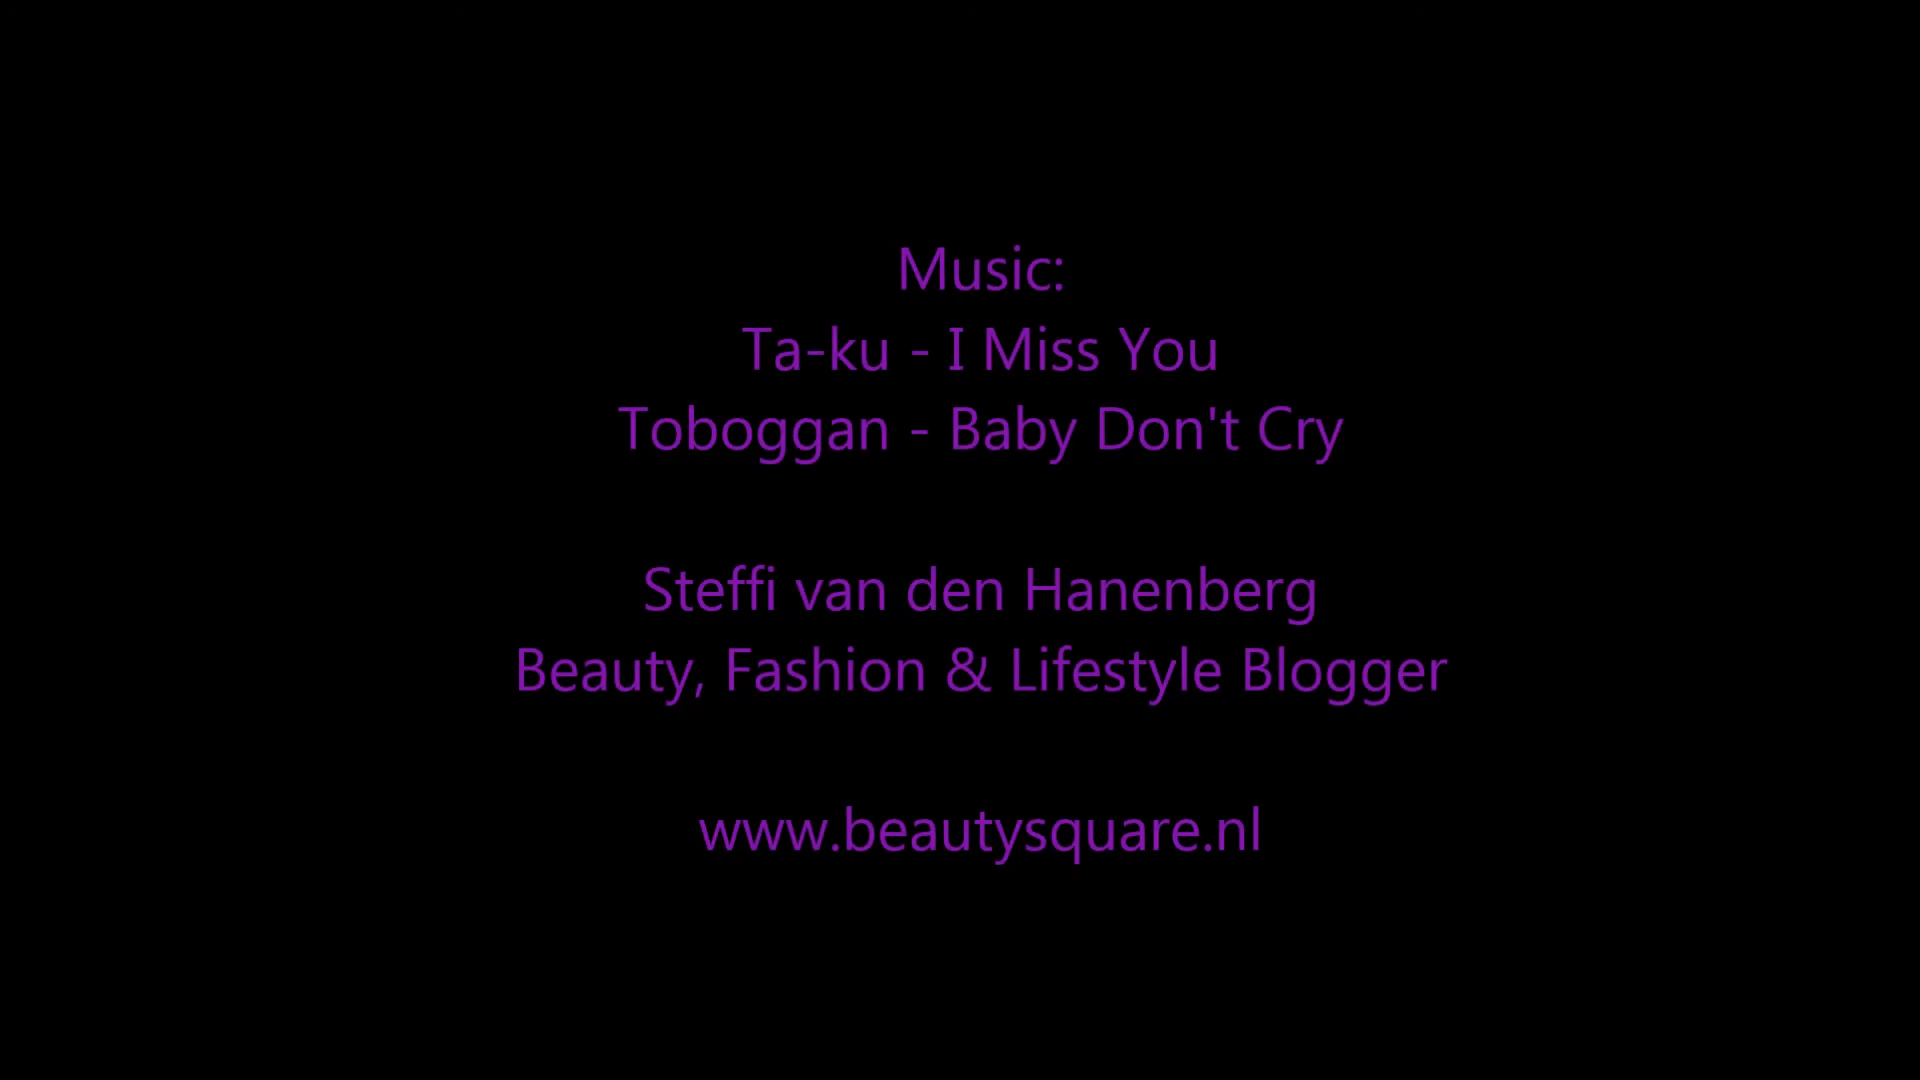 Music:
Ta-ku - I Miss You
Toboggan - Baby Don't Cry
Steffi van den Hanenberg
Beauty, Fashion & Lifestyle Blogger
www.beautysquare.nl